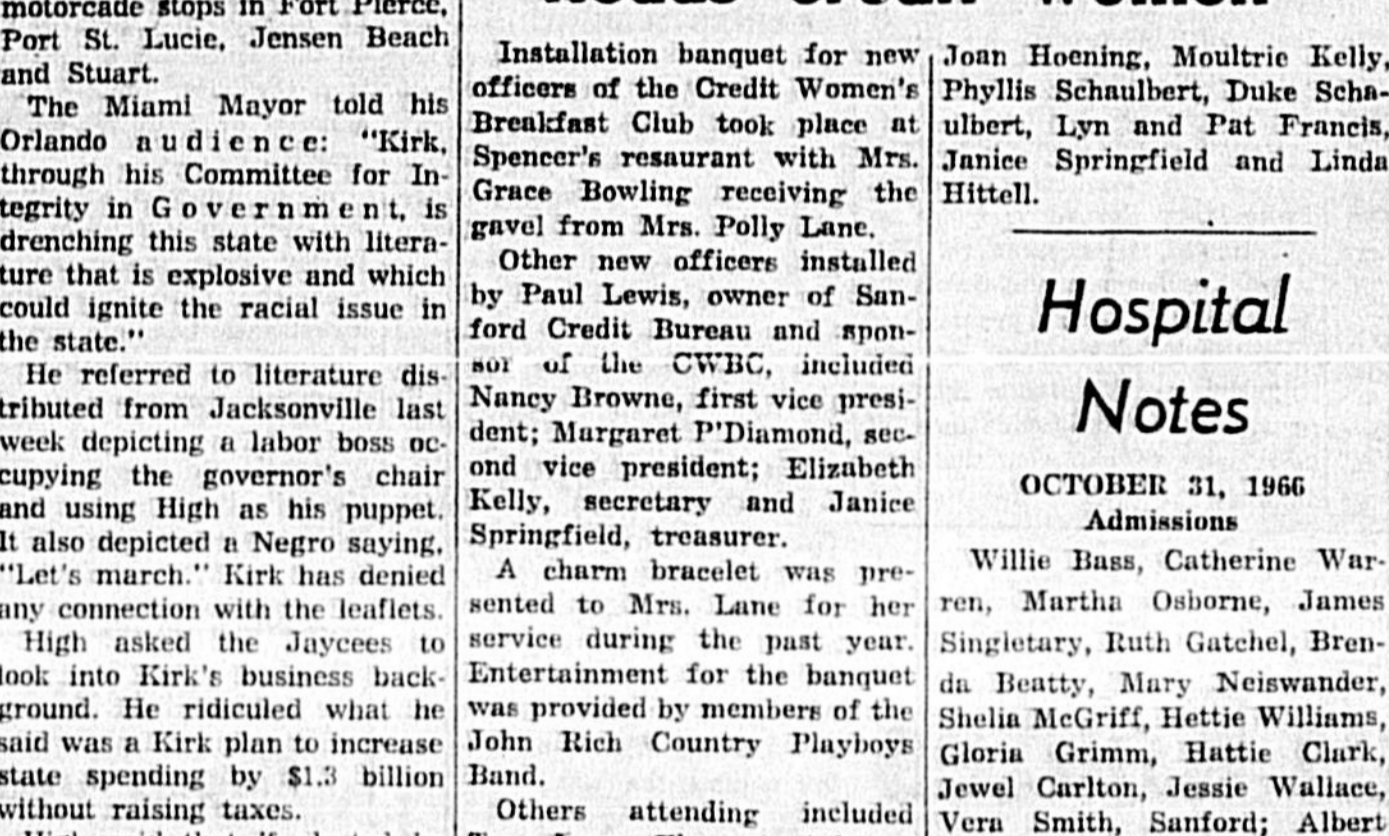 motorcade stops in Fort Pierce,
Port St. Lucie, Jensen Beach
and Stuart.
The Miami Mayor told his
Orlando audience: "Kirk,
through his Committee for In-
tegrity in Government, is
drenching this state with litera-
ture that is explosive and which
could ignite the racial issue in
the state."
He referred to literature dis-
tributed from Jacksonville last
week depicting a labor boss oc-
cupying the governor's chair
and using High as his puppet.
It also depicted a Negro saying,
"Let's march." Kirk has denied
any connection with the leaflets.
High asked the Jaycees to
look into Kirk's business back-
ground. He ridiculed what he
said was a Kirk plan to increase
state spending by $1.3 billion
without raising taxes.
Women
Installation banquet for new
officers of the Credit Women's
Breakfast Club took place at
Spencer's resaurant with Mrs.
Grace Bowling receiving the
gavel from Mrs. Polly Lane.
Other new officers installed
by Paul Lewis, owner of San-
ford Credit Bureau and spon-
sor of the CWBC, included
Nancy Browne, first vice presi-
dent; Margaret P'Diamond, sec-
ond vice president; Elizabeth
Kelly, secretary and Janice
Springfield, treasurer.
A charm bracelet was pre-
sented to Mrs. Lane for her
service during the past year.
Entertainment for the banquet
was provided by members of the
John Rich Country Playboys
Band.
Others attending included
Joan Hoening, Moultrie Kelly,
Phyllis Schaulbert, Duke Scha-
ulbert, Lyn and Pat Francis,
Janice Springfield and Linda
Hittell.
Hospital
Notes
OCTOBER 31, 1966
Admissions
Willie Bass, Catherine War-
ren, Martha Osborne, James
Singletary, Ruth Gatchel, Bren-
da Beatty, Mary Neiswander,
Shelia McGriff, Hettie Williams,
Gloria Grimm, Hattie Clark,
Jewel Carlton, Jessie Wallace,
Vera Smith, Sanford; Albert